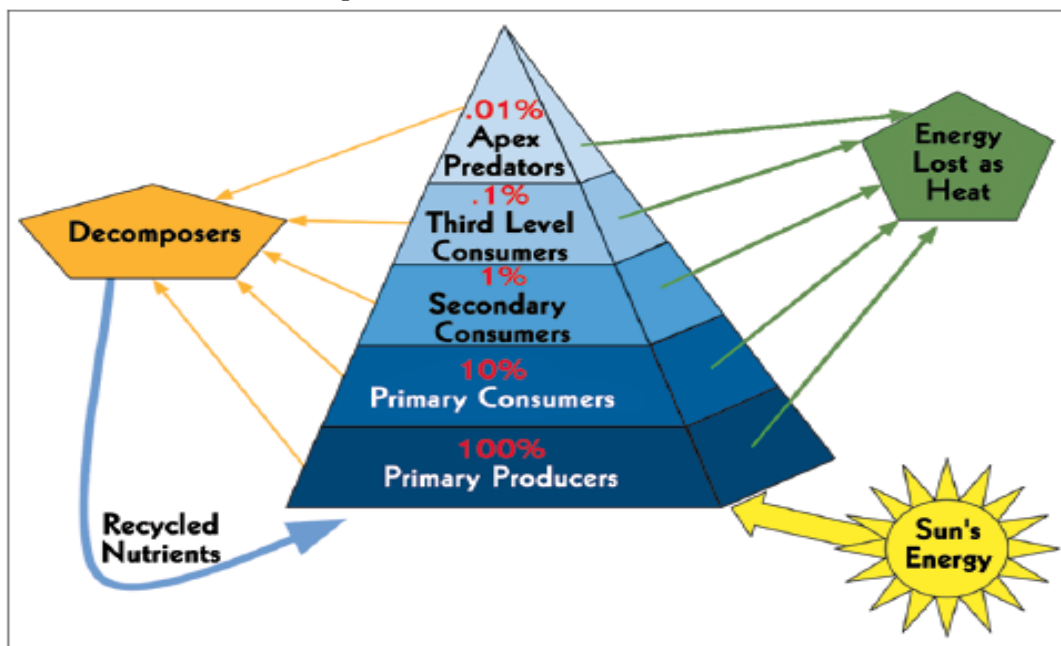 .01%
Apex
Predators
.1%
Third Level
Consumers
1%
Secondary
Consumers
10%
Primary Consumers
100%
Primary Producers
Decomposers
Recycled
Nutrients
Energy
Lost as
Heat
Sun's
Energy